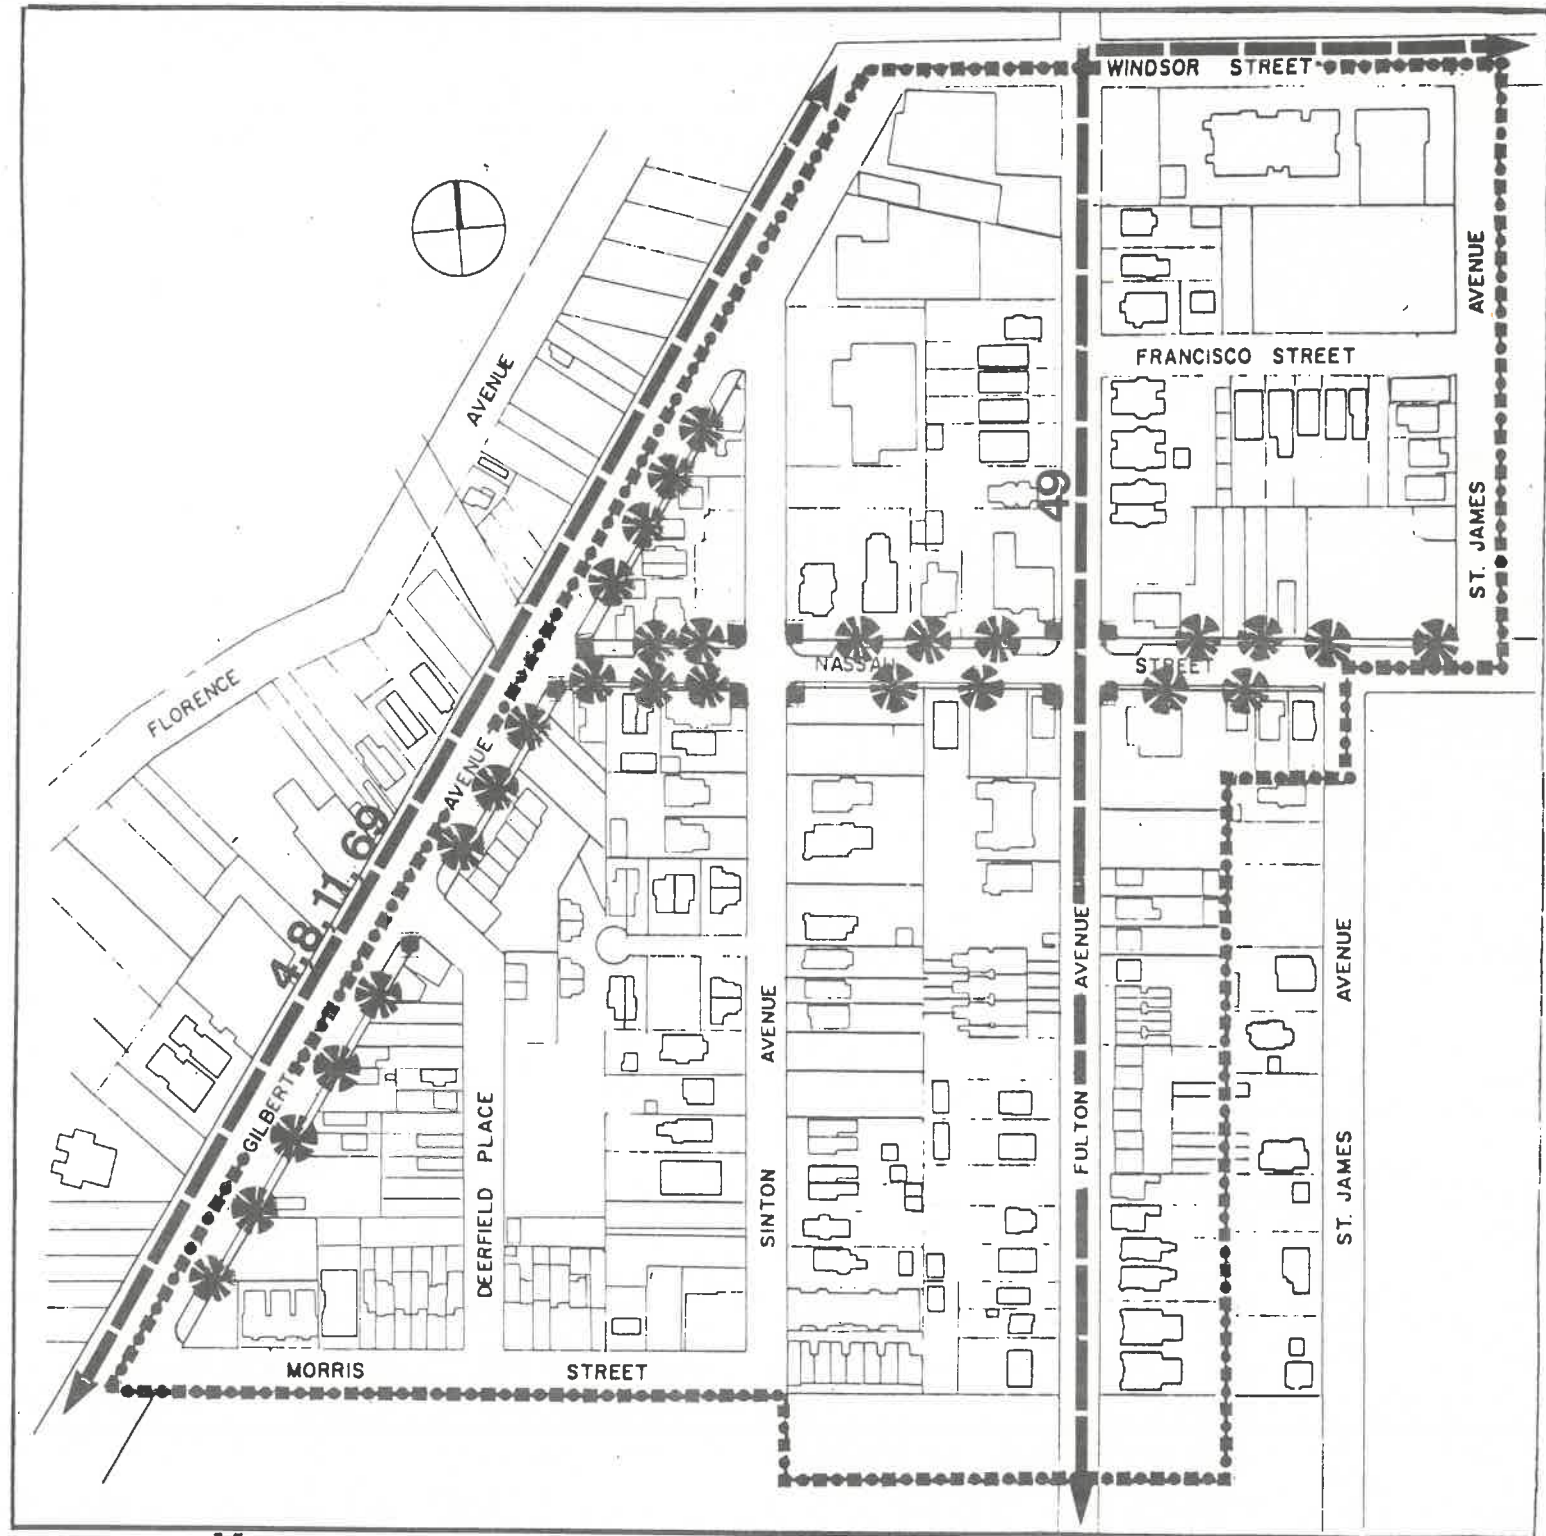 WINDSOR STREET
AVENUE
FRANCISCO STREET
AVENUE
49
ST. JAMES
NASSAU STREET
FLORENCE
AVENUE
4, 8, 11, 69
AVENUE
AVENUE
AVENUE
GILBERT
DEERFIELD PLACE
FULTON
SINTON
ST. JAMES
MORRIS STREET